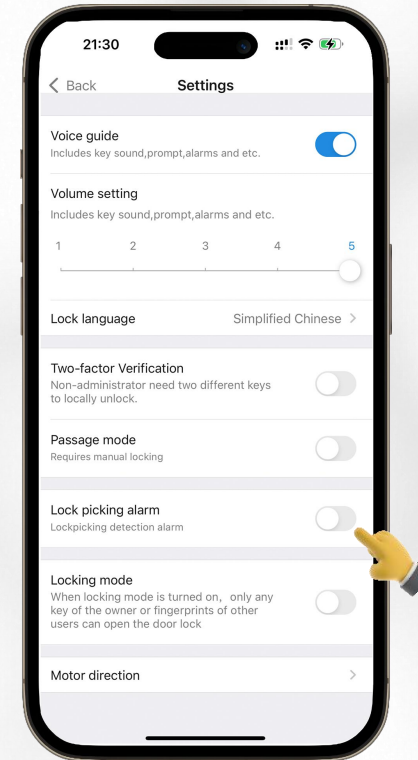 21:30
Back
Settings
Voice guide
Includes key sound,prompt,alarms and etc.
Volume setting
Includes key sound,prompt,alarms and etc.
1 2 3 4 5
Lock language Simplified Chinese
Two-factor Verification
Non-administrator need two different keys
to locally unlock.
Passage mode
Requires manual locking
Lock picking alarm
Lockpicking detection alarm
Locking mode
When locking mode is turned on, only any
key of the owner or fingerprints of other
users can open the door lock
Motor direction